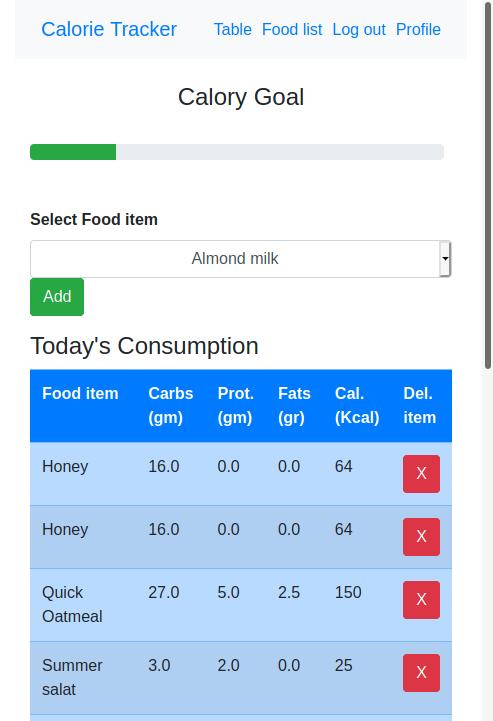 Calorie Tracker Table Food list Log out Profile
Calory Goal
Select Food item
Almond milk
Add
Today's Consumption
Food item Carbs (gm) Prot. (gm) Fats (gr) Cal. (Kcal) Del. item
Honey 16.0 0.0 0.0 64 X
Honey 16.0 0.0 0.0 64 X
Quick Oatmeal 27.0 5.0 2.5 150 X
Summer salat 3.0 2.0 0.0 25 X